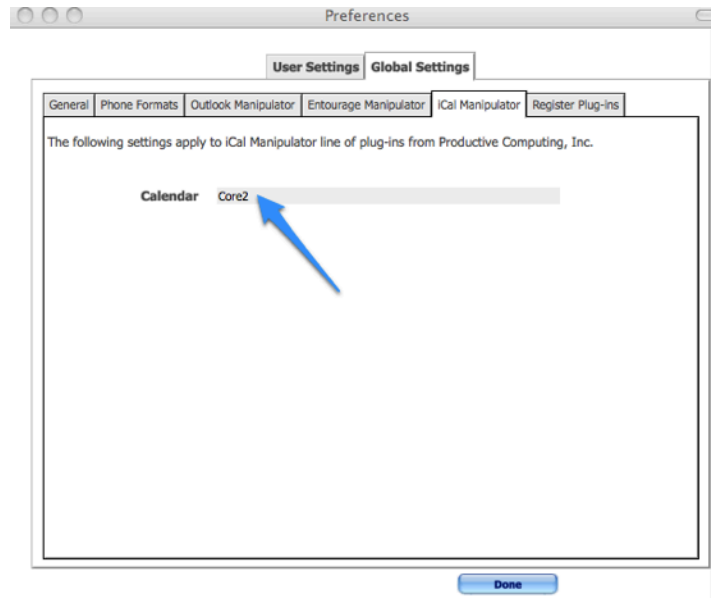 Preferences
User Settings Global Settings
General Phone Formats Outlook Manipulator Entourage Manipulator iCal Manipulator Register Plug-ins
The following settings apply to iCal Manipulator line of plug-ins from Productive Computing, Inc.
Calendar Core2
Done